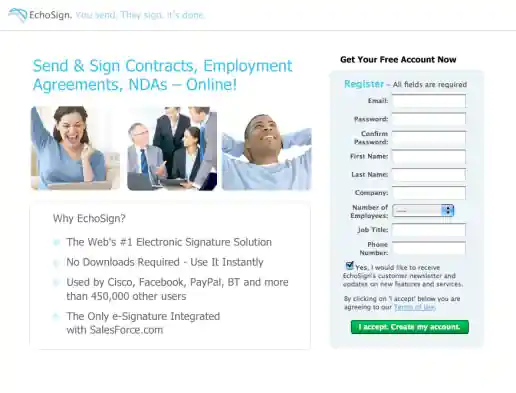 EchoSign. You send. They sign. it's done.
Send & Sign Contracts, Employment
Agreements, NDAs – Online!
Why EchoSign?
The Web's #1 Electronic Signature Solution
No Downloads Required - Use It Instantly
Used by Cisco, Facebook, PayPal, BT and more
than 450,000 other users
The Only e-Signature Integrated
with SalesForce.com
Get Your Free Account Now
Register – All fields are required
Email:
Password:
Confirm
Password:
First Name:
Last Name:
Company:
Number of
Employees:
Job Title:
Phone
Number:
Yes, I would like to receive
EchoSign's customer newsletter and
updates on new features and services.
By clicking on 'I accept' below you are
agreeing to our Terms of Use.
I accept. Create my account.